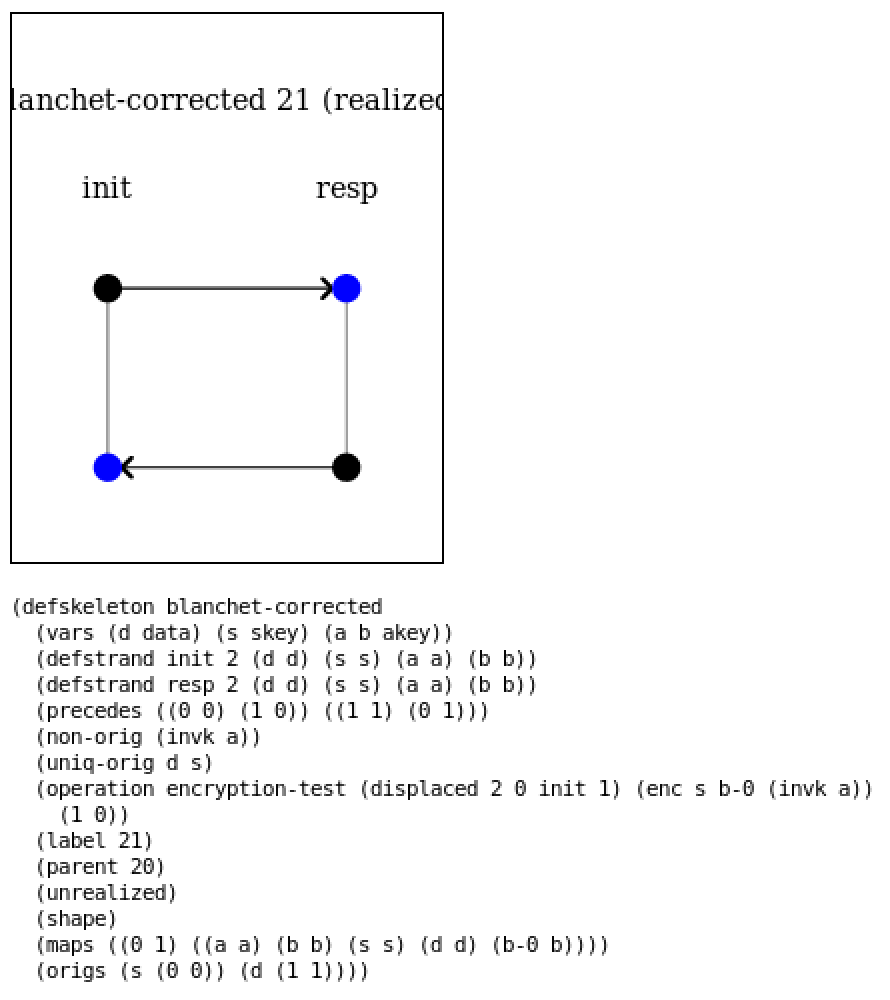 lanchet-corrected 21 (realized
init resp
(defskeleton blanchet-corrected
(vars (d data) (s skey) (a b akey))
(defstrand init 2 (d d) (s s) (a a) (b b))
(defstrand resp 2 (d d) (s s) (a a) (b b))
(precedes ((0 0) (1 0)) ((1 1) (0 1)))
(non-orig (invk a))
(uniq-orig d s)
(operation encryption-test (displaced 2 0 init 1) (enc s b-0 (invk a))
(1 0))
(label 21)
(parent 20)
(unrealized)
(shape)
(maps ((0 1) ((a a) (b b) (s s) (d d) (b-0 b))))
(origs (s (0 0)) (d (1 1))))